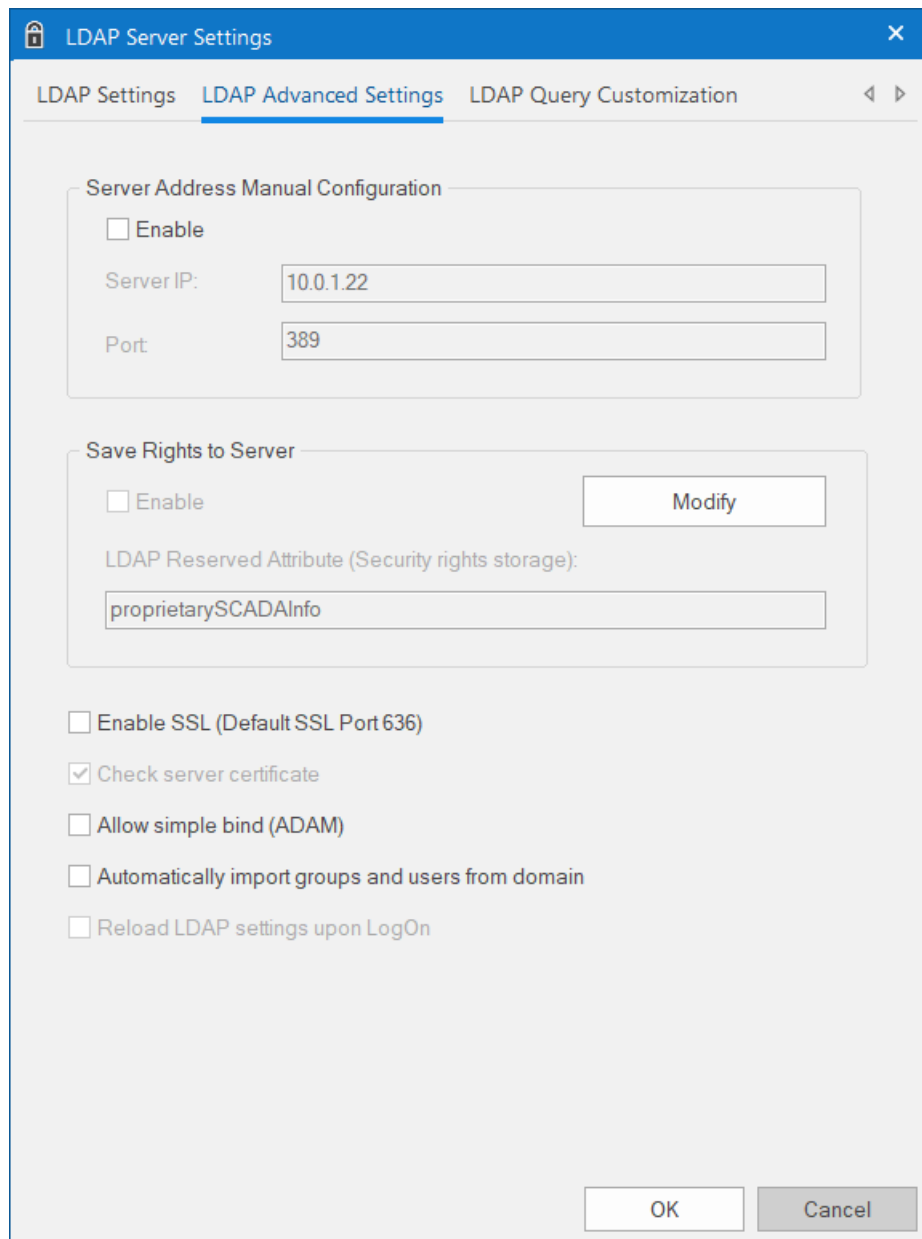 LDAP Server Settings
LDAP Settings LDAP Advanced Settings LDAP Query Customization
Server Address Manual Configuration
Enable
Server IP: 10.0.1.22
Port: 389
Save Rights to Server
Enable Modify
LDAP Reserved Attribute (Security rights storage):
proprietarySCADAInfo
Enable SSL (Default SSL Port 636)
Check server certificate
Allow simple bind (ADAM)
Automatically import groups and users from domain
Reload LDAP settings upon LogOn
OK Cancel